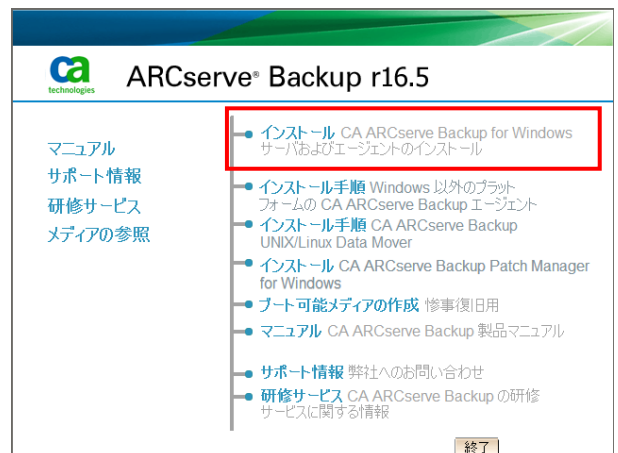 ca
technologies
ARCserve® Backup r16.5
マニュアル
サポート情報
研修サービス
メディアの参照
インストール CA ARCserve Backup for Windows
サーバおよびエージェントのインストール
インストール手順 Windows 以外のプラット
フォームの CA ARCserve Backup エージェント
インストール手順 CA ARCserve Backup
UNIX/Linux Data Mover
インストール CA ARCserve Backup Patch Manager
for Windows
ブート可能メディアの作成 惨事復旧用
マニュアル CA ARCserve Backup 製品マニュアル
サポート情報 弊社へのお問い合わせ
研修サービス CA ARCserve Backup の研修
サービスに関する情報
終了